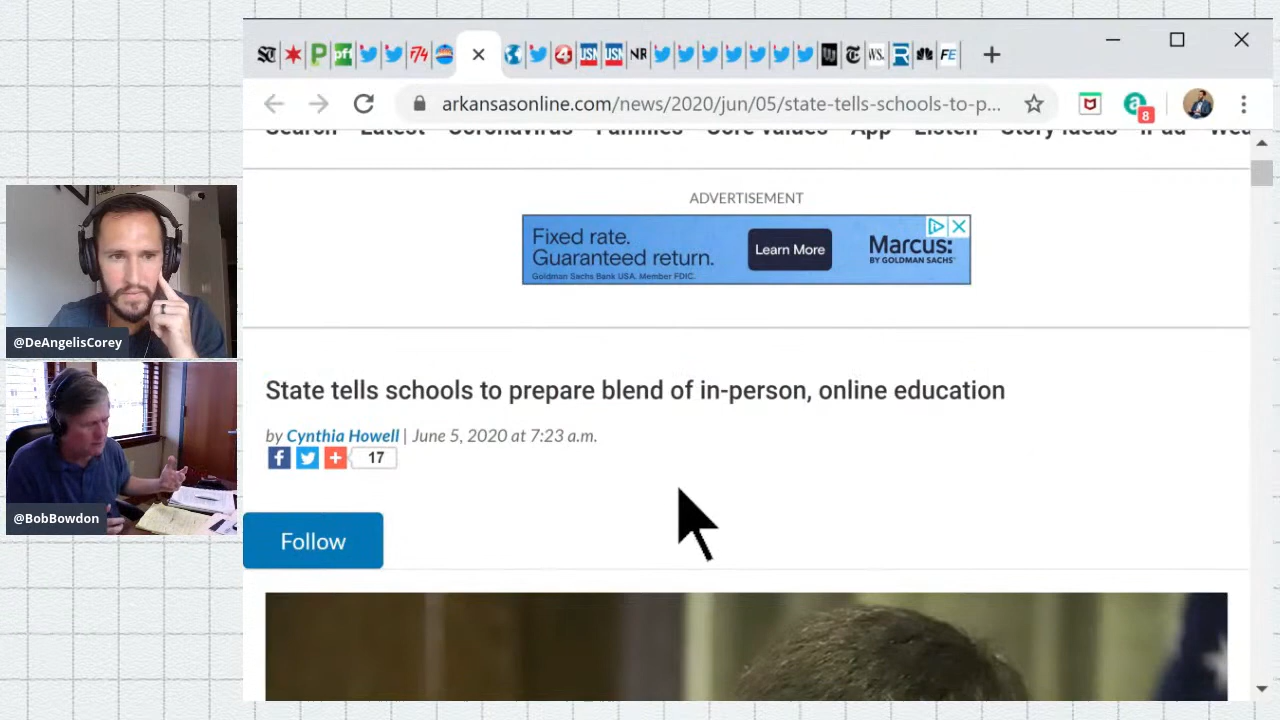 arkansasonline.com/news/2020/jun/05/state-tells-schools-to-p...
8
Search Latest Coronavirus Families Core Values App Listen Story Ideas iPad
ADVERTISEMENT
Fixed rate.
Guaranteed return.
Goldman Sachs Bank USA. Member FDIC.
Learn More
Marcus:
BY GOLDMAN SACHS®
State tells schools to prepare blend of in-person, online education
by Cynthia Howell | June 5, 2020 at 7:23 a.m.
17
Follow
@DeAngelisCorey
@BobBowdon